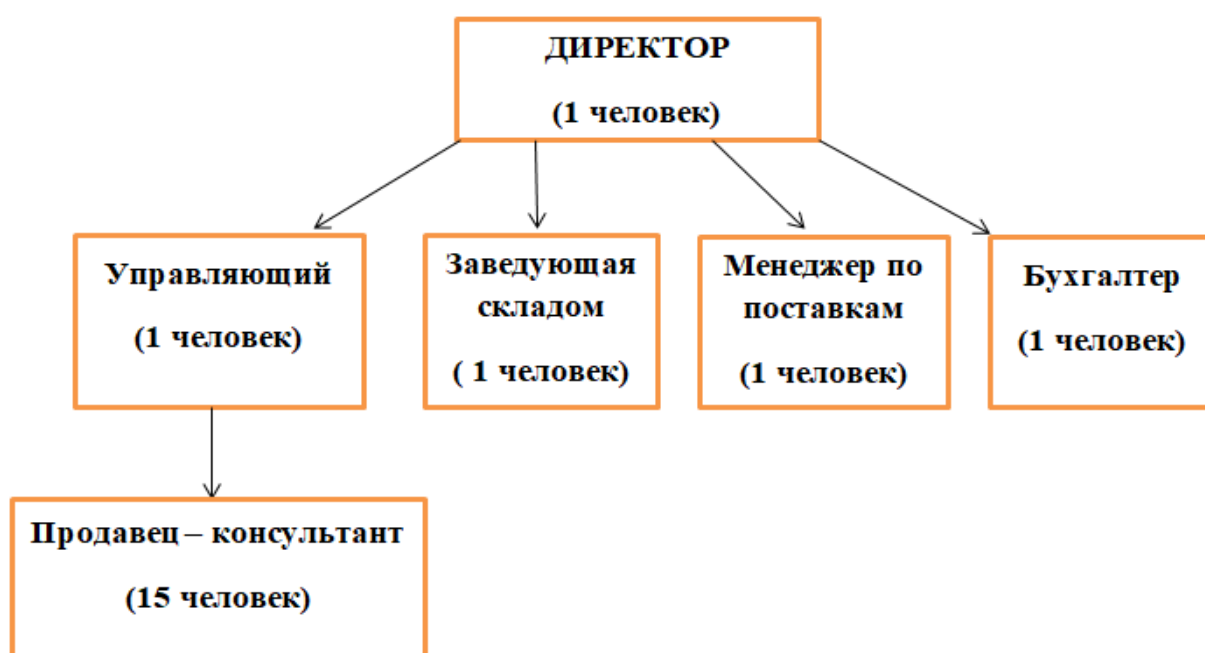 ДИРЕКТОР
(1 человек)
Управляющий
(1 человек)
Заведующая
складом
( 1 человек)
Менеджер по
поставкам
(1 человек)
Бухгалтер
(1 человек)
Продавец – консультант
(15 человек)